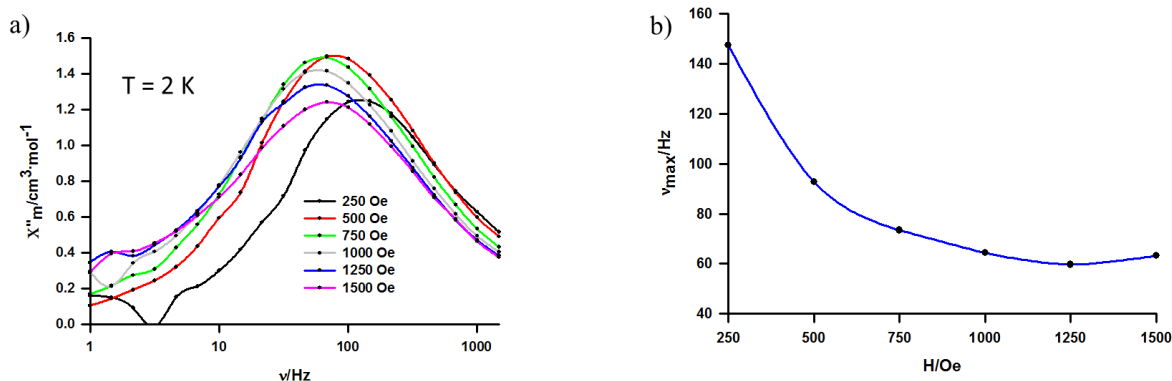 a)
1.6
1.4
1.2
1.0
0.8
0.6
0.4
0.2
0.0
Χ''m/cm³·mol⁻¹
T = 2 K
250 Oe
500 Oe
750 Oe
1000 Oe
1250 Oe
1500 Oe
1 10 100 1000
ν/Hz
b)
160
140
120
100
80
60
40
νmax/Hz
250 500 750 1000 1250 1500
H/Oe